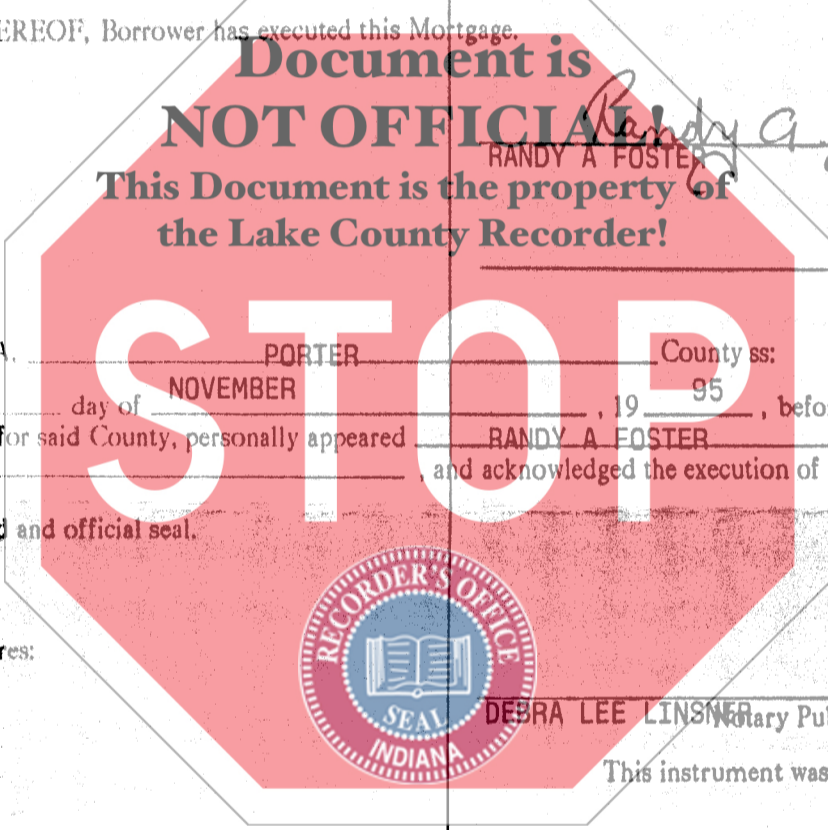 EREOF, Borrower has executed this Mortgage.
Document is
NOT OFFICIAL!
Randy A
RANDY A FOSTER
This Document is the property of
the Lake County Recorder!
STOP
A, PORTER County ss:
day of NOVEMBER , 19 95 , befo
for said County, personally appeared RANDY A FOSTER
, and acknowledged the execution of
d and official seal.
RECORDER'S OFFICE
SEAL
INDIANA
res:
DEBRA LEE LINSNER Notary Pu
This instrument was